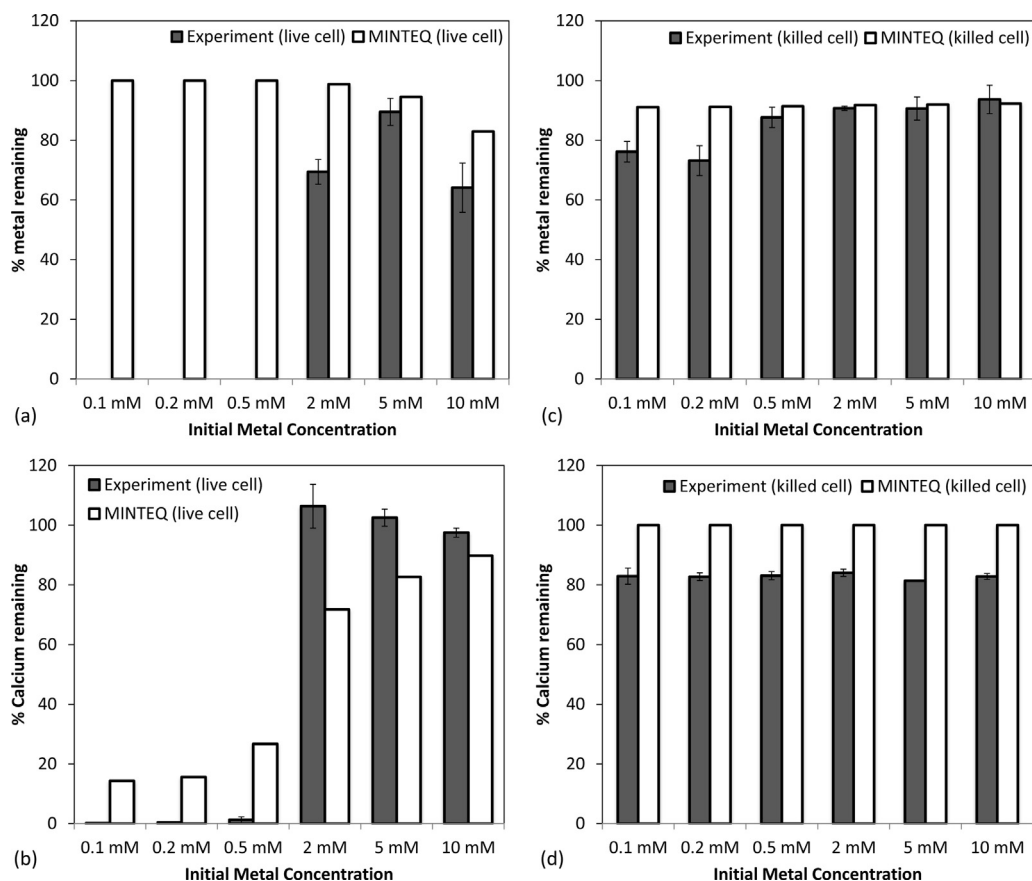 120
Experiment (live cell) MINTEQ (live cell)
100
80
60
40
20
0
% metal remaining
0.1 mM 0.2 mM 0.5 mM 2 mM 5 mM 10 mM
(a)
Initial Metal Concentration
120
Experiment (killed cell) MINTEQ (killed cell)
100
80
60
40
20
0
% metal remaining
0.1 mM 0.2 mM 0.5 mM 2 mM 5 mM 10 mM
(c)
Initial Metal Concentration
120
Experiment (live cell)
MINTEQ (live cell)
100
80
60
40
20
0
% Calcium remaining
0.1 mM 0.2 mM 0.5 mM 2 mM 5 mM 10 mM
(b)
Initial Metal Concentration
120
Experiment (killed cell) MINTEQ (killed cell)
100
80
60
40
20
0
% Calcium remaining
0.1 mM 0.2 mM 0.5 mM 2 mM 5 mM 10 mM
(d)
Initial Metal Concentration